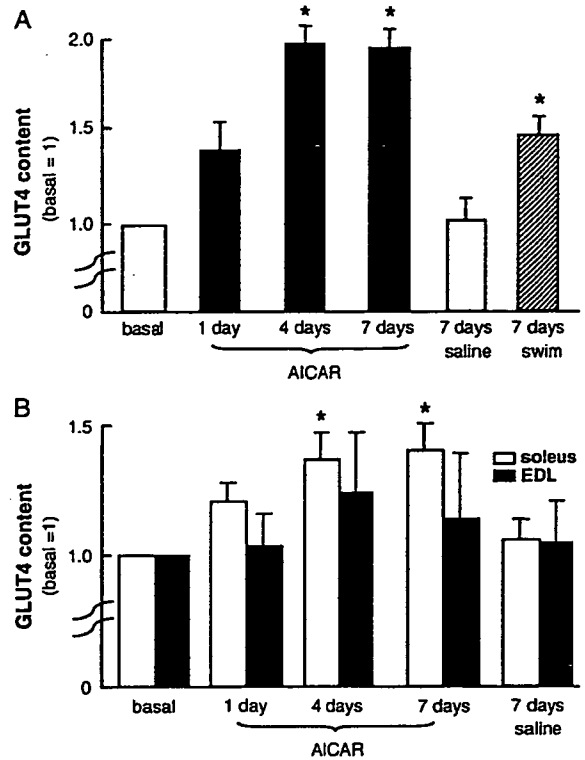 A
GLUT4 content
(basal = 1)
2.0
1.5
1.0
0
*
*
*
basal
1 day
4 days
7 days
7 days
saline
7 days
swim
AICAR
B
GLUT4 content
(basal =1)
1.5
1.0
0
*
*
soleus
EDL
basal
1 day
4 days
7 days
7 days
saline
AICAR